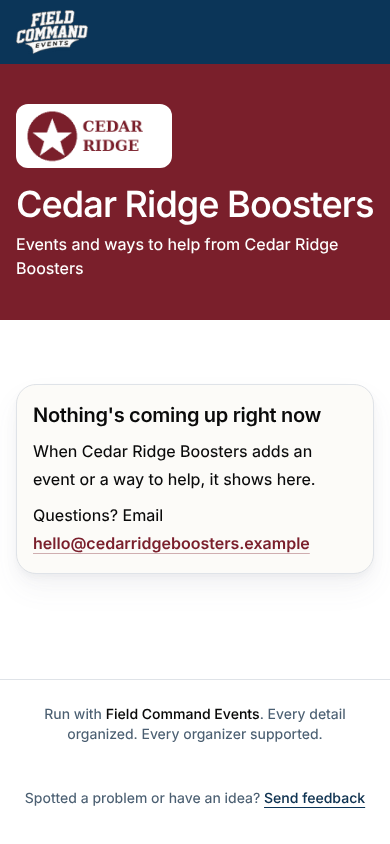 FIELD
COMMAND
EVENTS
CEDAR
RIDGE
Cedar Ridge Boosters
Events and ways to help from Cedar Ridge
Boosters
Nothing's coming up right now
When Cedar Ridge Boosters adds an
event or a way to help, it shows here.
Questions? Email
hello@cedarridgeboosters.example
Run with Field Command Events. Every detail
organized. Every organizer supported.
Spotted a problem or have an idea? Send feedback